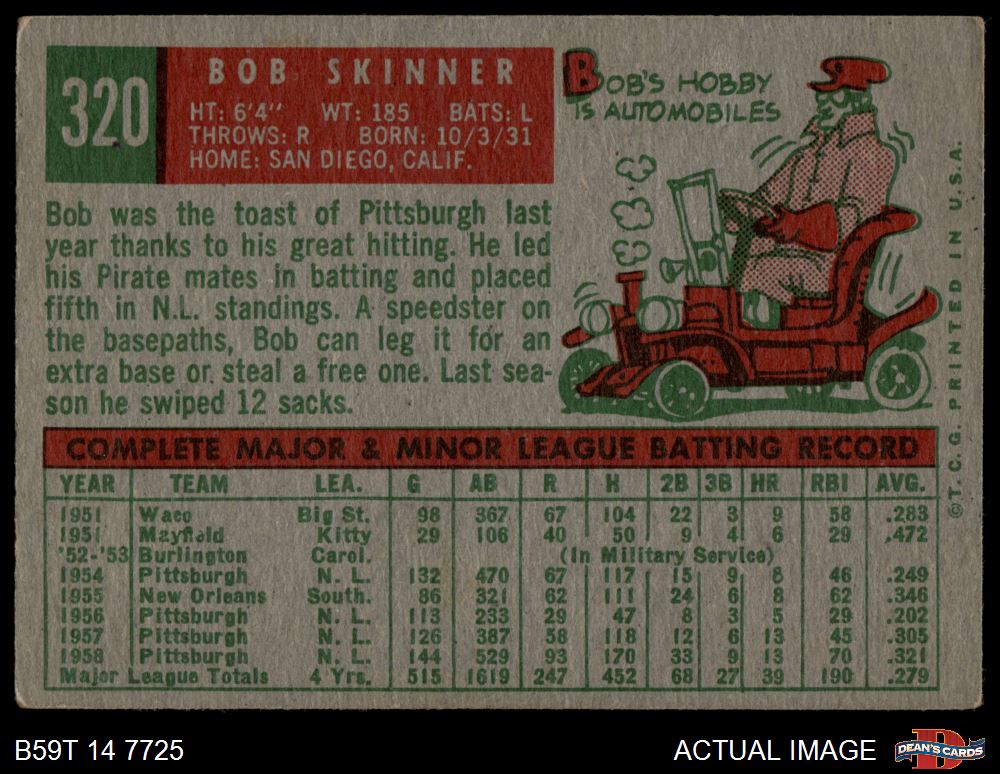 320
BOB SKINNER
HT: 6'4" WT: 185 BATS: L
THROWS: R BORN: 10/3/31
HOME: SAN DIEGO, CALIF.
BOB'S HOBBY
IS AUTOMOBILES
Bob was the toast of Pittsburgh last
year thanks to his great hitting. He led
his Pirate mates in batting and placed
fifth in N.L. standings. A speedster on
the basepaths, Bob can leg it for an
extra base or steal a free one. Last sea-
son he swiped 12 sacks.
©T.C.G. PRINTED IN U.S.A.
COMPLETE MAJOR & MINOR LEAGUE BATTING RECORD
YEAR TEAM LEA. G AB R H 2B 3B HR RBI AVG.
1951 Waco Big St. 98 367 67 104 22 3 9 58 .283
1951 Mayfield Kitty 29 106 40 50 9 4 6 29 .472
'52-'53 Burlington Carol. (In Military Service)
1954 Pittsburgh N. L. 132 470 67 117 15 9 8 46 .249
1955 New Orleans South. 86 321 62 111 24 6 8 62 .346
1956 Pittsburgh N. L. 113 233 29 47 8 3 5 29 .202
1957 Pittsburgh N. L. 126 387 58 118 12 6 13 45 .305
1958 Pittsburgh N. L. 144 529 93 170 33 9 13 70 .321
Major League Totals 4 Yrs. 515 1619 247 452 68 27 39 190 .279
B59T 14 7725
ACTUAL IMAGE
D
DEAN'S CARDS